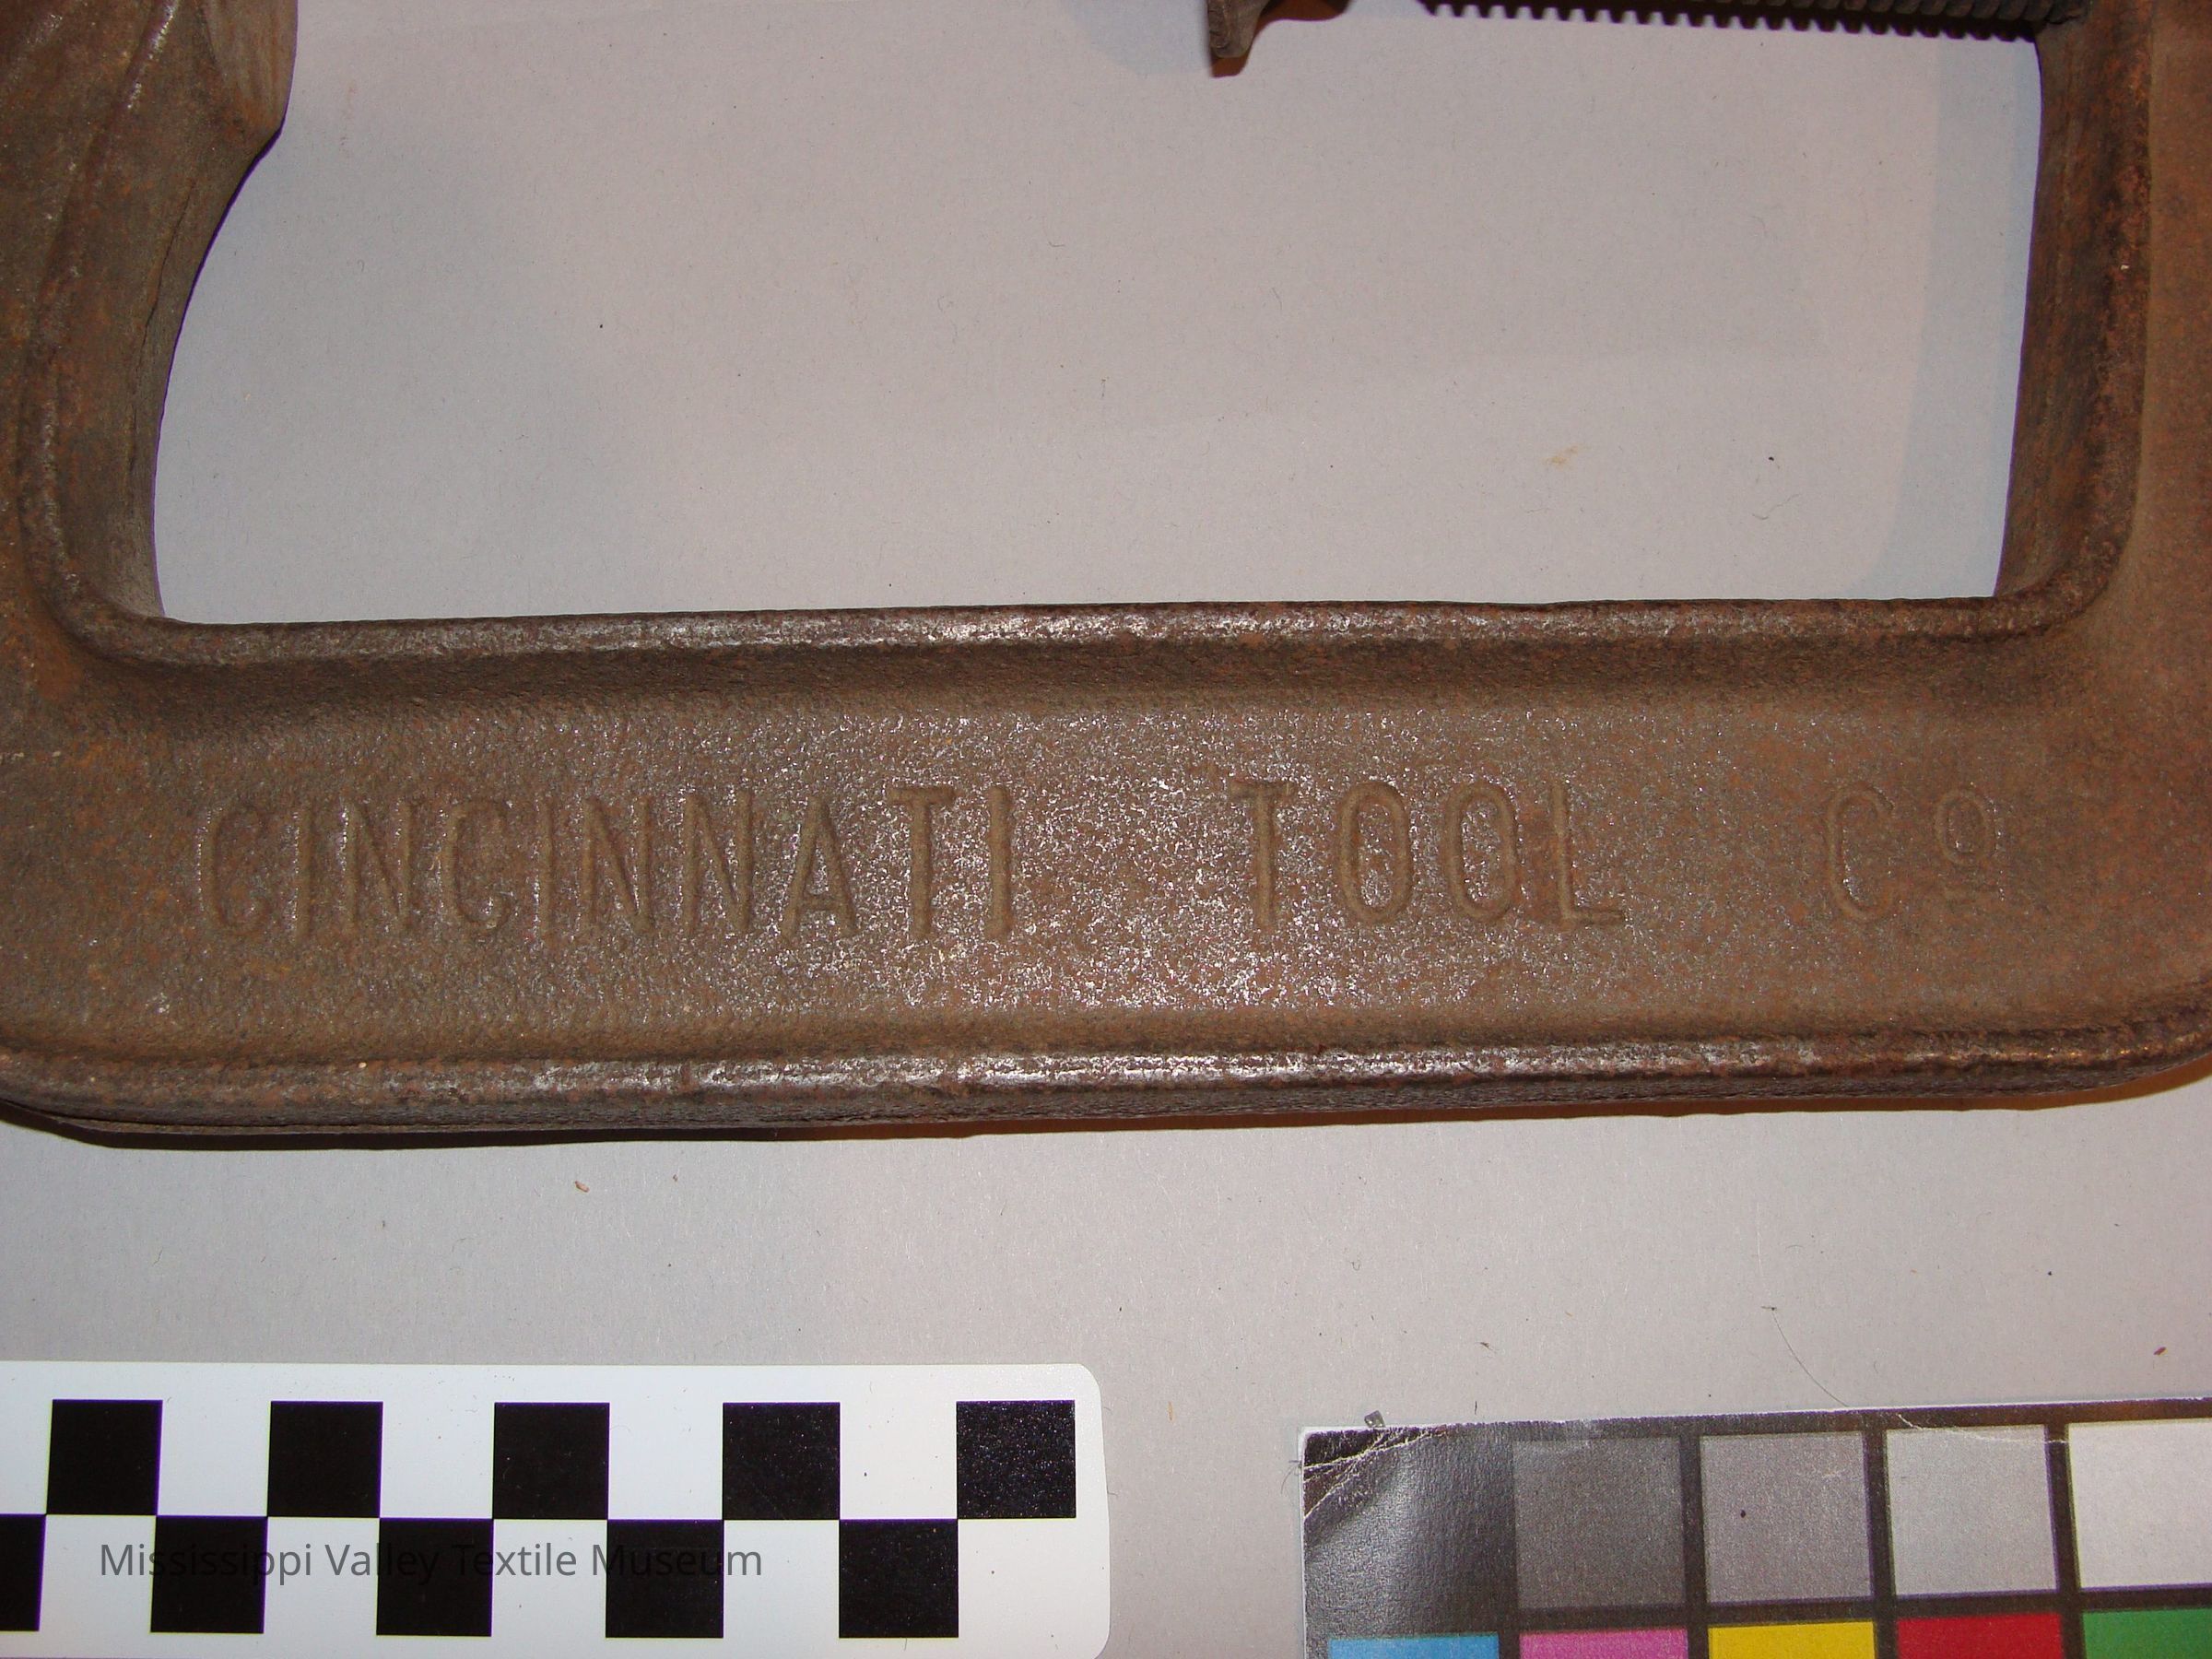 CINCINNATI TOOL Cº
Mississippi Valley Textile Museum